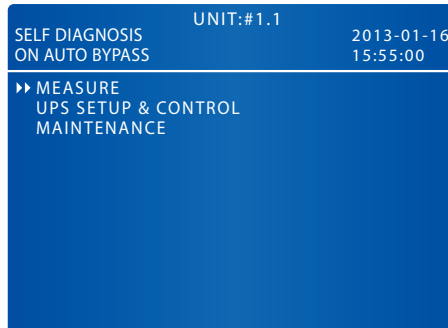 UNIT:#1.1
SELF DIAGNOSIS 2013-01-16
ON AUTO BYPASS 15:55:00
MEASURE
UPS SETUP & CONTROL
MAINTENANCE